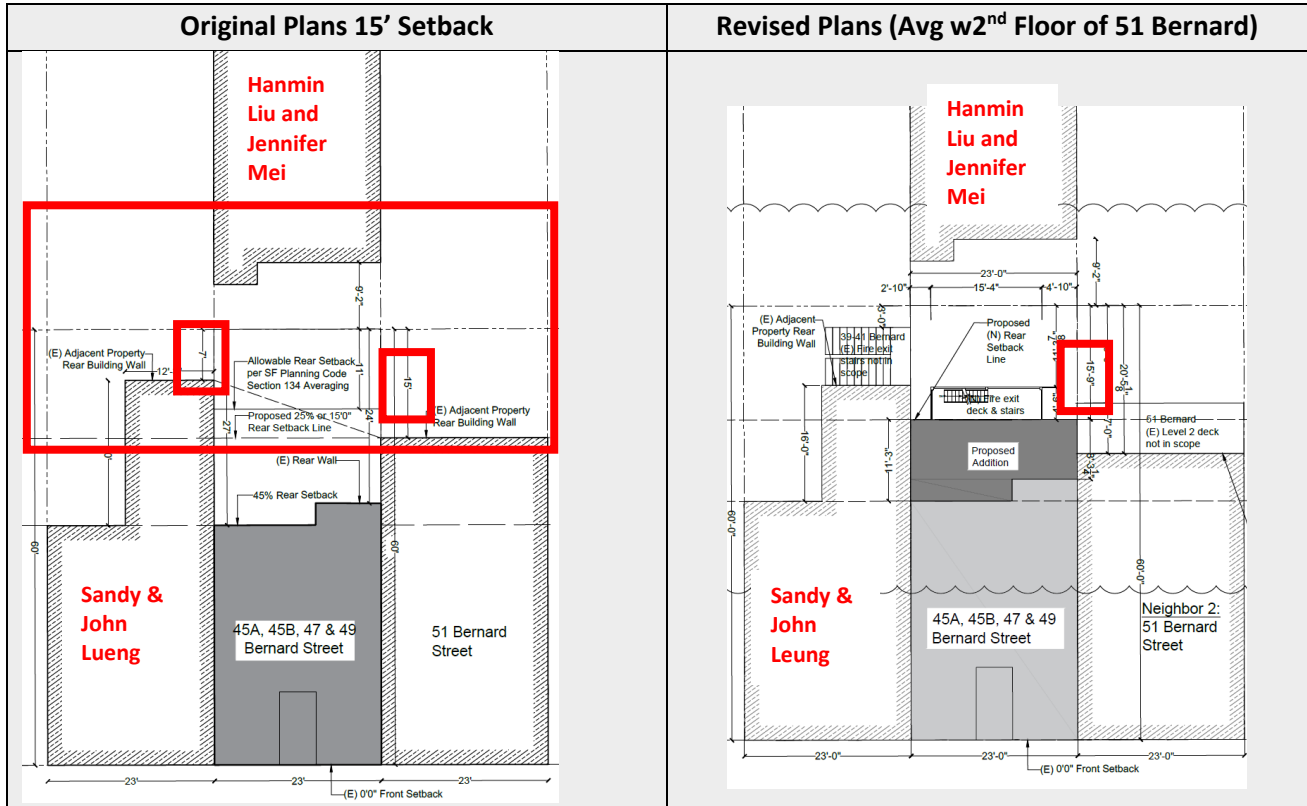 Original Plans 15’ Setback
Revised Plans (Avg w2nd Floor of 51 Bernard)
Hanmin
Liu and
Jennifer
Mei
9'-2"
(E) Adjacent Property
Rear Building Wall
12'-
7'
Allowable Rear Setback
per SF Planning Code
Section 134 Averaging
11'
15'
Proposed 25% or 15'0"
Rear Setback Line
(E) Adjacent Property
Rear Building Wall
24'
27'
(E) Rear Wall
45% Rear Setback
60'
60'
Sandy &
John
Lueng
45A, 45B, 47 & 49
Bernard Street
51 Bernard
Street
23'
23'
23'
(E) 0'0" Front Setback
Hanmin
Liu and
Jennifer
Mei
9'-2"
23'-0"
2'-10"
15'-4"
4'-10"
(E) Adjacent
Property Rear
Building Wall
39-41 Bernard
(E) Fire exit
stairs not in
scope
Proposed
(N) Rear
Setback
Line
15'-9"
20'-5 1/8"
Fire exit
deck & stairs
51 Bernard
(E) Level 2 deck
not in scope
16'-0"
11'-3"
Proposed
Addition
60'-0"
60'-0"
Sandy &
John
Leung
45A, 45B, 47 & 49
Bernard Street
Neighbor 2:
51 Bernard
Street
23'-0"
23'-0"
23'-0"
(E) 0'0" Front Setback